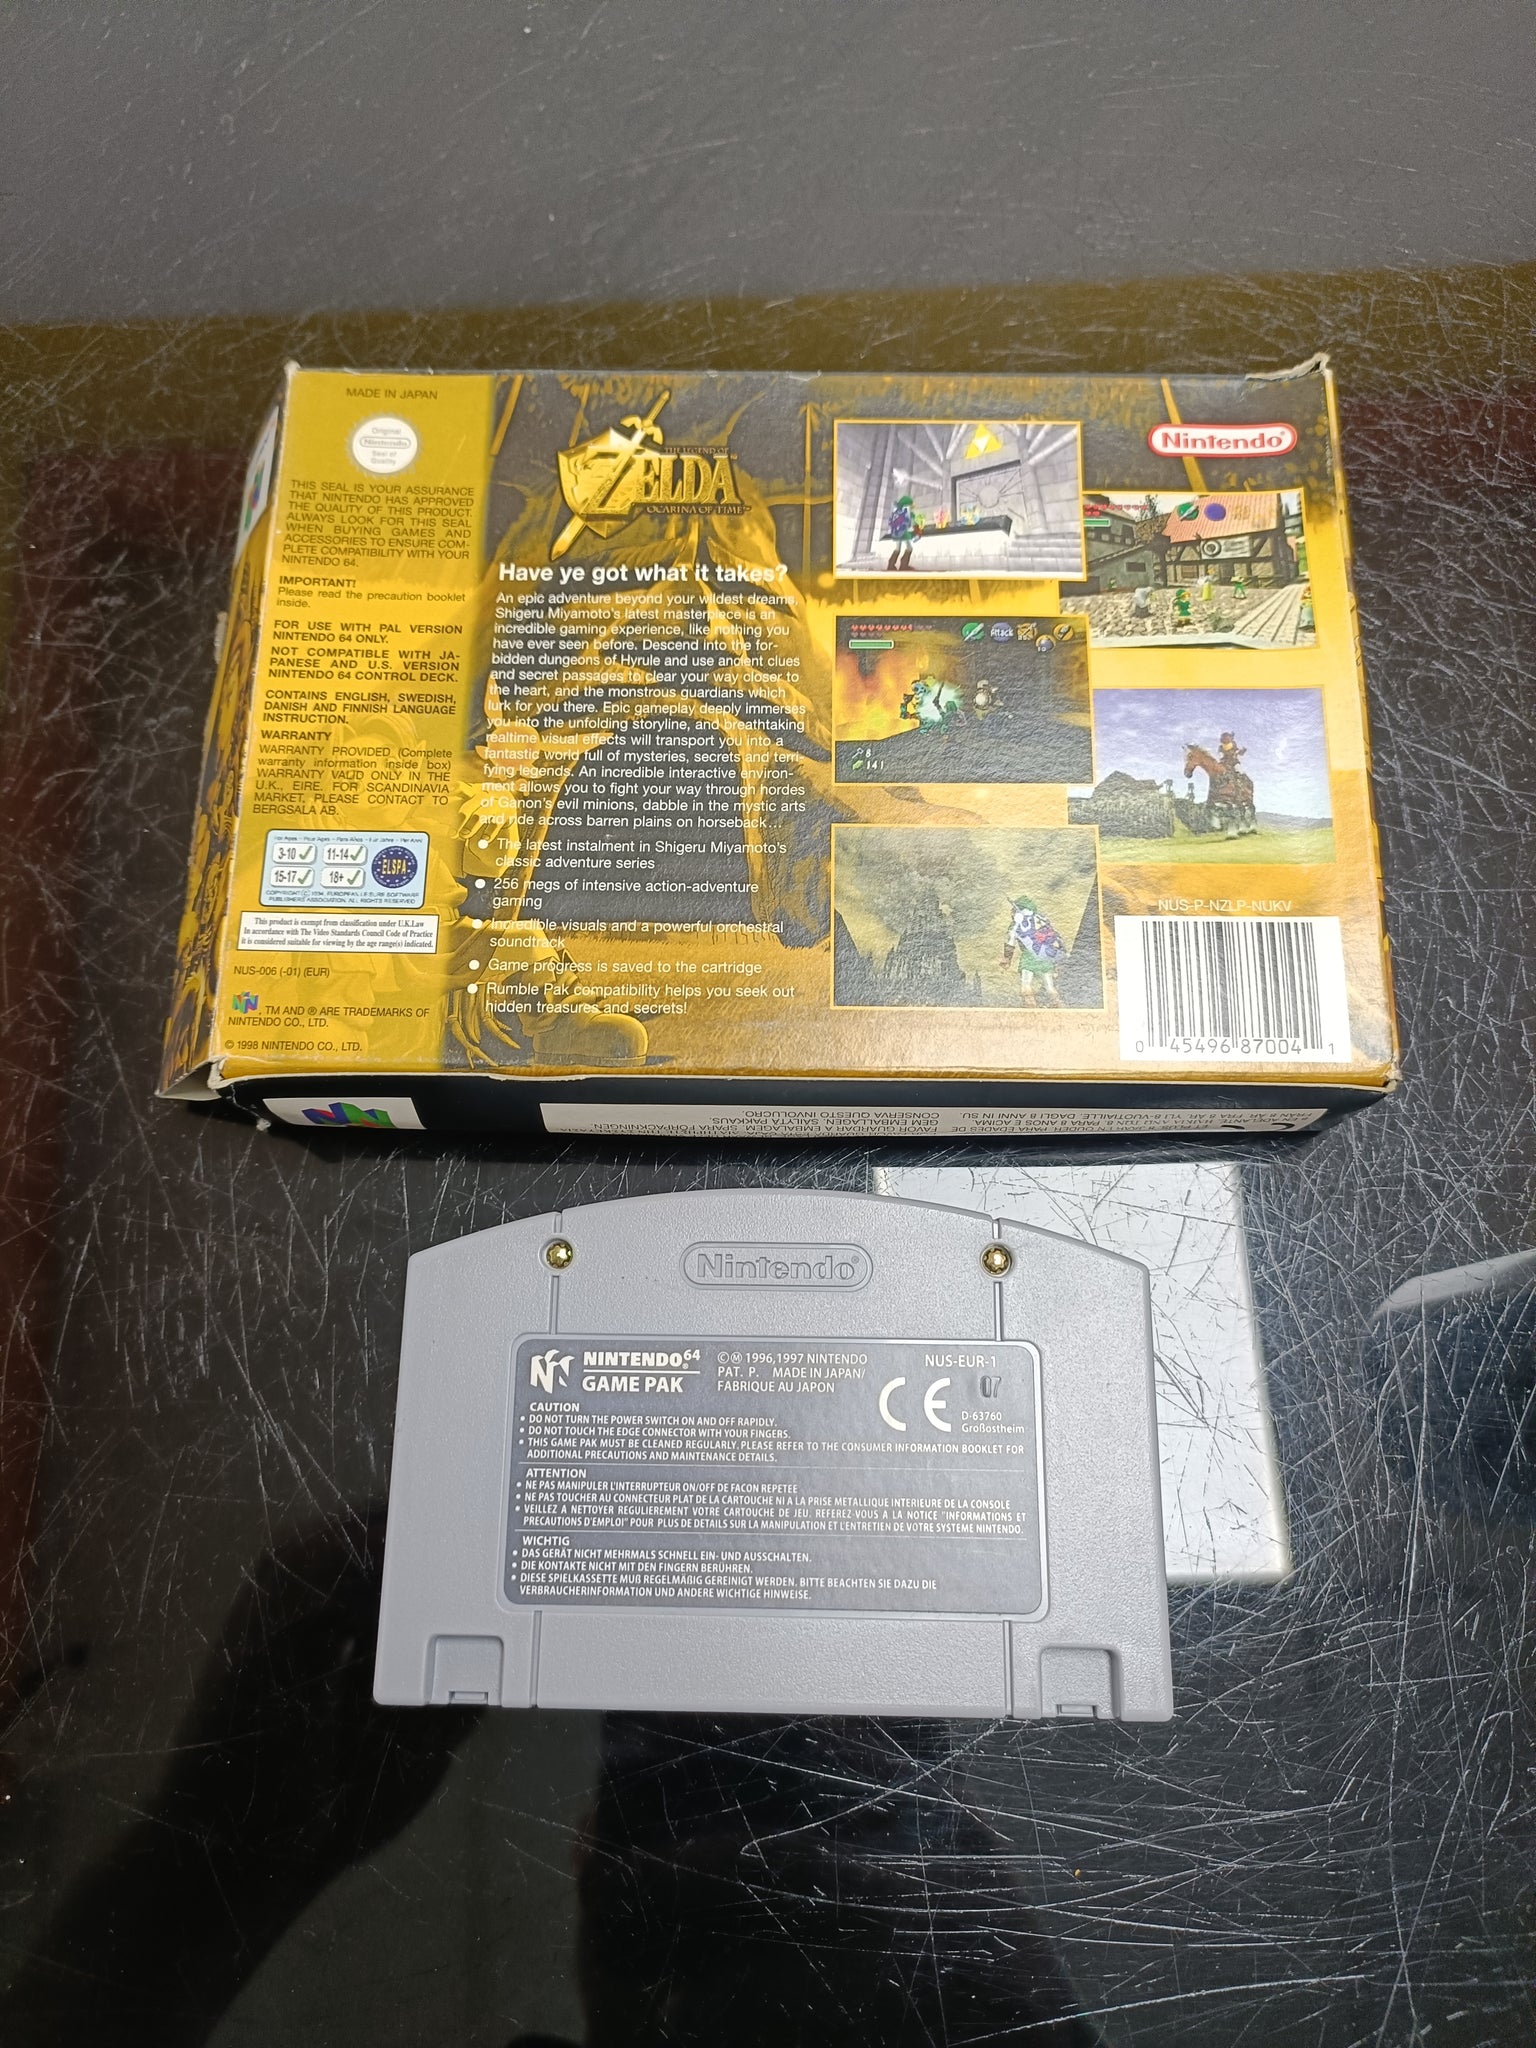 MADE IN JAPAN
Original
Nintendo
Seal of
Quality
THIS SEAL IS YOUR ASSURANCE
THAT NINTENDO HAS APPROVED
THE QUALITY OF THIS PRODUCT.
ALWAYS LOOK FOR THIS SEAL
WHEN BUYING GAMES AND
ACCESSORIES TO ENSURE COM-
PLETE COMPATIBILITY WITH YOUR
NINTENDO 64.
IMPORTANT!
Please read the precaution booklet
inside.
FOR USE WITH PAL VERSION
NINTENDO 64 ONLY.
NOT COMPATIBLE WITH JA-
PANESE AND U.S. VERSION
NINTENDO 64 CONTROL DECK.
CONTAINS ENGLISH, SWEDISH,
DANISH AND FINNISH LANGUAGE
INSTRUCTION.
WARRANTY
WARRANTY PROVIDED (Complete
warranty information inside box)
WARRANTY VALID ONLY IN THE
U.K., EIRE. FOR SCANDINAVIA
MARKET, PLEASE CONTACT TO
BERGSALA AB.
3-10 11-14
15-17 18+
ELSPA
COPYRIGHT © 1994 EUROPEAN LEISURE SOFTWARE
PUBLISHERS ASSOCIATION. ALL RIGHTS RESERVED
This product is exempt from classification under U.K.Law
In accordance with The Video Standards Council Code of Practice
it is considered suitable for viewing by the age range(s) indicated.
NUS-006 (-01) (EUR)
, TM AND ® ARE TRADEMARKS OF
NINTENDO CO., LTD.
© 1998 NINTENDO CO., LTD.
THE LEGEND OF
ZELDA
OCARINA OF TIME
Have ye got what it takes?
An epic adventure beyond your wildest dreams,
Shigeru Miyamoto's latest masterpiece is an
incredible gaming experience, like nothing you
have ever seen before. Descend into the for-
bidden dungeons of Hyrule and use ancient clues
and secret passages to clear your way closer to
the heart, and the monstrous guardians which
lurk for you there. Epic gameplay deeply immerses
you into the unfolding storyline, and breathtaking
realtime visual effects will transport you into a
fantastic world full of mysteries, secrets and terri-
fying legends. An incredible interactive environ-
ment allows you to fight your way through hordes
of Ganon's evil minions, dabble in the mystic arts
and ride across barren plains on horseback…
• The latest instalment in Shigeru Miyamoto's
classic adventure series
• 256 megs of intensive action-adventure
gaming
• Incredible visuals and a powerful orchestral
soundtrack
• Game progress is saved to the cartridge
• Rumble Pak compatibility helps you seek out
hidden treasures and secrets!
Nintendo®
Attack
8
141
NUS-P-NZLP-NUKV
0 45496 87004 1
FAVOR GUARDAR A EMBALAGEM. SPARA FÖRPACKNINGEN.
GEM EMBALLAGEN. SÄILYTÄ PAKKAUS.
CONSERVA QUESTO INVOLUCRO.
Nintendo®
NINTENDO64
GAME PAK
©Ⓜ 1996,1997 NINTENDO
PAT. P. MADE IN JAPAN/
FABRIQUE AU JAPON
NUS-EUR-1
07
CE
D-63760
Großostheim
CAUTION
• DO NOT TURN THE POWER SWITCH ON AND OFF RAPIDLY.
• DO NOT TOUCH THE EDGE CONNECTOR WITH YOUR FINGERS.
• THIS GAME PAK MUST BE CLEANED REGULARLY. PLEASE REFER TO THE CONSUMER INFORMATION BOOKLET FOR
ADDITIONAL PRECAUTIONS AND MAINTENANCE DETAILS.
ATTENTION
• NE PAS MANIPULER L'INTERRUPTEUR ON/OFF DE FACON REPETEE
• NE PAS TOUCHER AU CONNECTEUR PLAT DE LA CARTOUCHE NI A LA PRISE METALLIQUE INTERIEURE DE LA CONSOLE
• VEILLEZ A NETTOYER REGULIEREMENT VOTRE CARTOUCHE DE JEU. REFEREZ-VOUS A LA NOTICE "INFORMATIONS ET
PRECAUTIONS D'EMPLOI" POUR PLUS DE DETAILS SUR LA MANIPULATION ET L'ENTRETIEN DE VOTRE SYSTEME NINTENDO.
WICHTIG
• DAS GERÄT NICHT MEHRMALS SCHNELL EIN- UND AUSSCHALTEN.
• DIE KONTAKTE NICHT MIT DEN FINGERN BERÜHREN.
• DIESE SPIELKASSETTE MUß REGELMÄßIG GEREINIGT WERDEN. BITTE BEACHTEN SIE DAZU DIE
VERBRAUCHERINFORMATION UND ANDERE WICHTIGE HINWEISE.